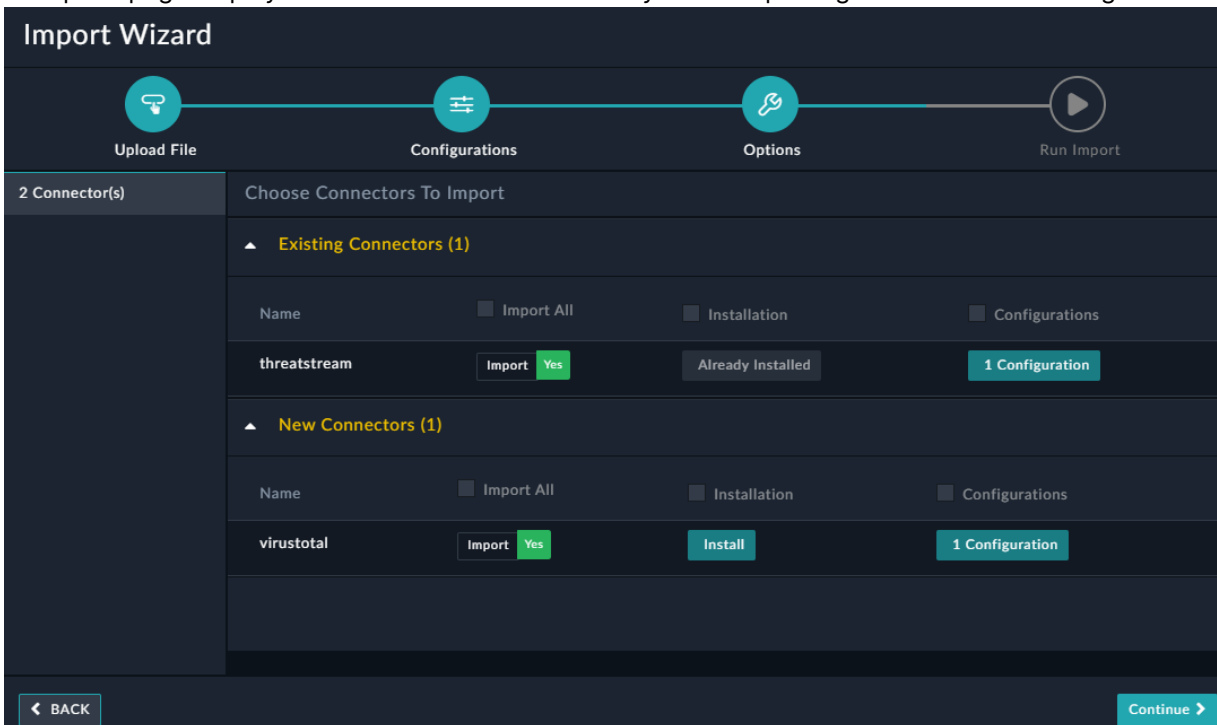 Import Wizard
Upload File
Configurations
Options
Run Import
2 Connector(s)
Choose Connectors To Import
Existing Connectors (1)
Name Import All Installation Configurations
threatstream Import Yes Already Installed 1 Configuration
New Connectors (1)
Name Import All Installation Configurations
virustotal Import Yes Install 1 Configuration
BACK
Continue